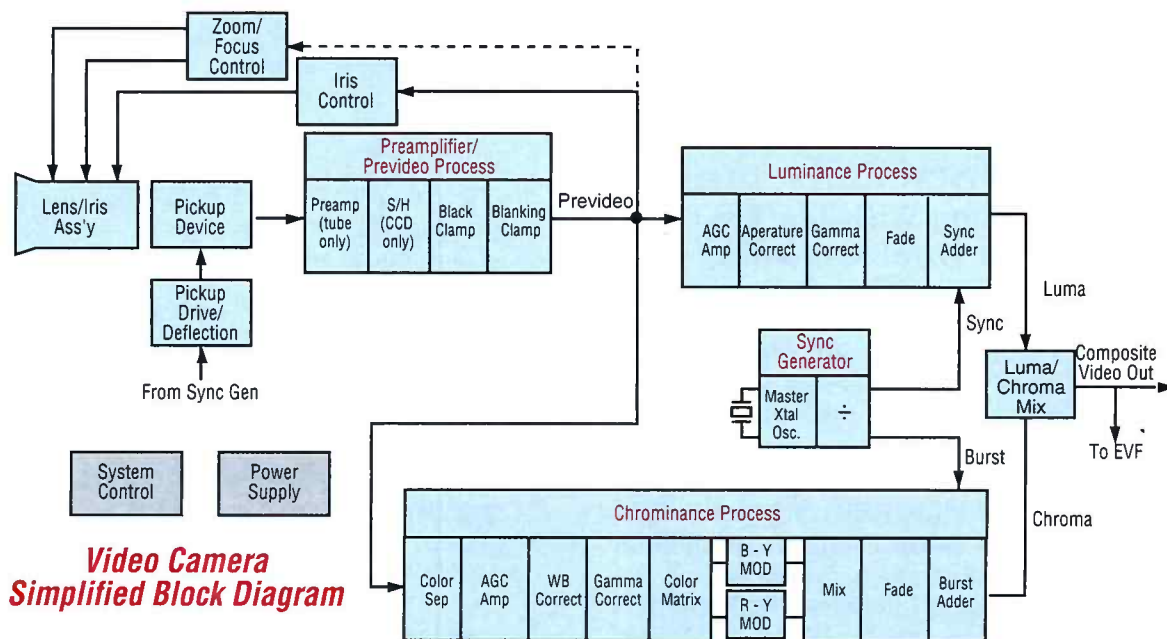 Zoom/
Focus
Control
Iris
Control
Preamplifier/
Previdео Process
Preamp
(tube
only)
S/H
(CCD
only)
Black
Clamp
Blanking
Clamp
Prevideo
Luminance Process
AGC
Amp
Aperature
Correct
Gamma
Correct
Fade
Sync
Adder
Lens/Iris
Ass'y
Pickup
Device
Pickup
Drive/
Deflection
From Sync Gen
Luma
Sync
Sync
Generator
Master
Xtal
Osc.
÷
Burst
Luma/
Chroma
Mix
Composite
Video Out
To EVF
System
Control
Power
Supply
Chroma
Chrominance Process
Color
Sep
AGC
Amp
WB
Correct
Gamma
Correct
Color
Matrix
B - Y
MOD
R - Y
MOD
Mix
Fade
Burst
Adder
Video Camera
Simplified Block Diagram